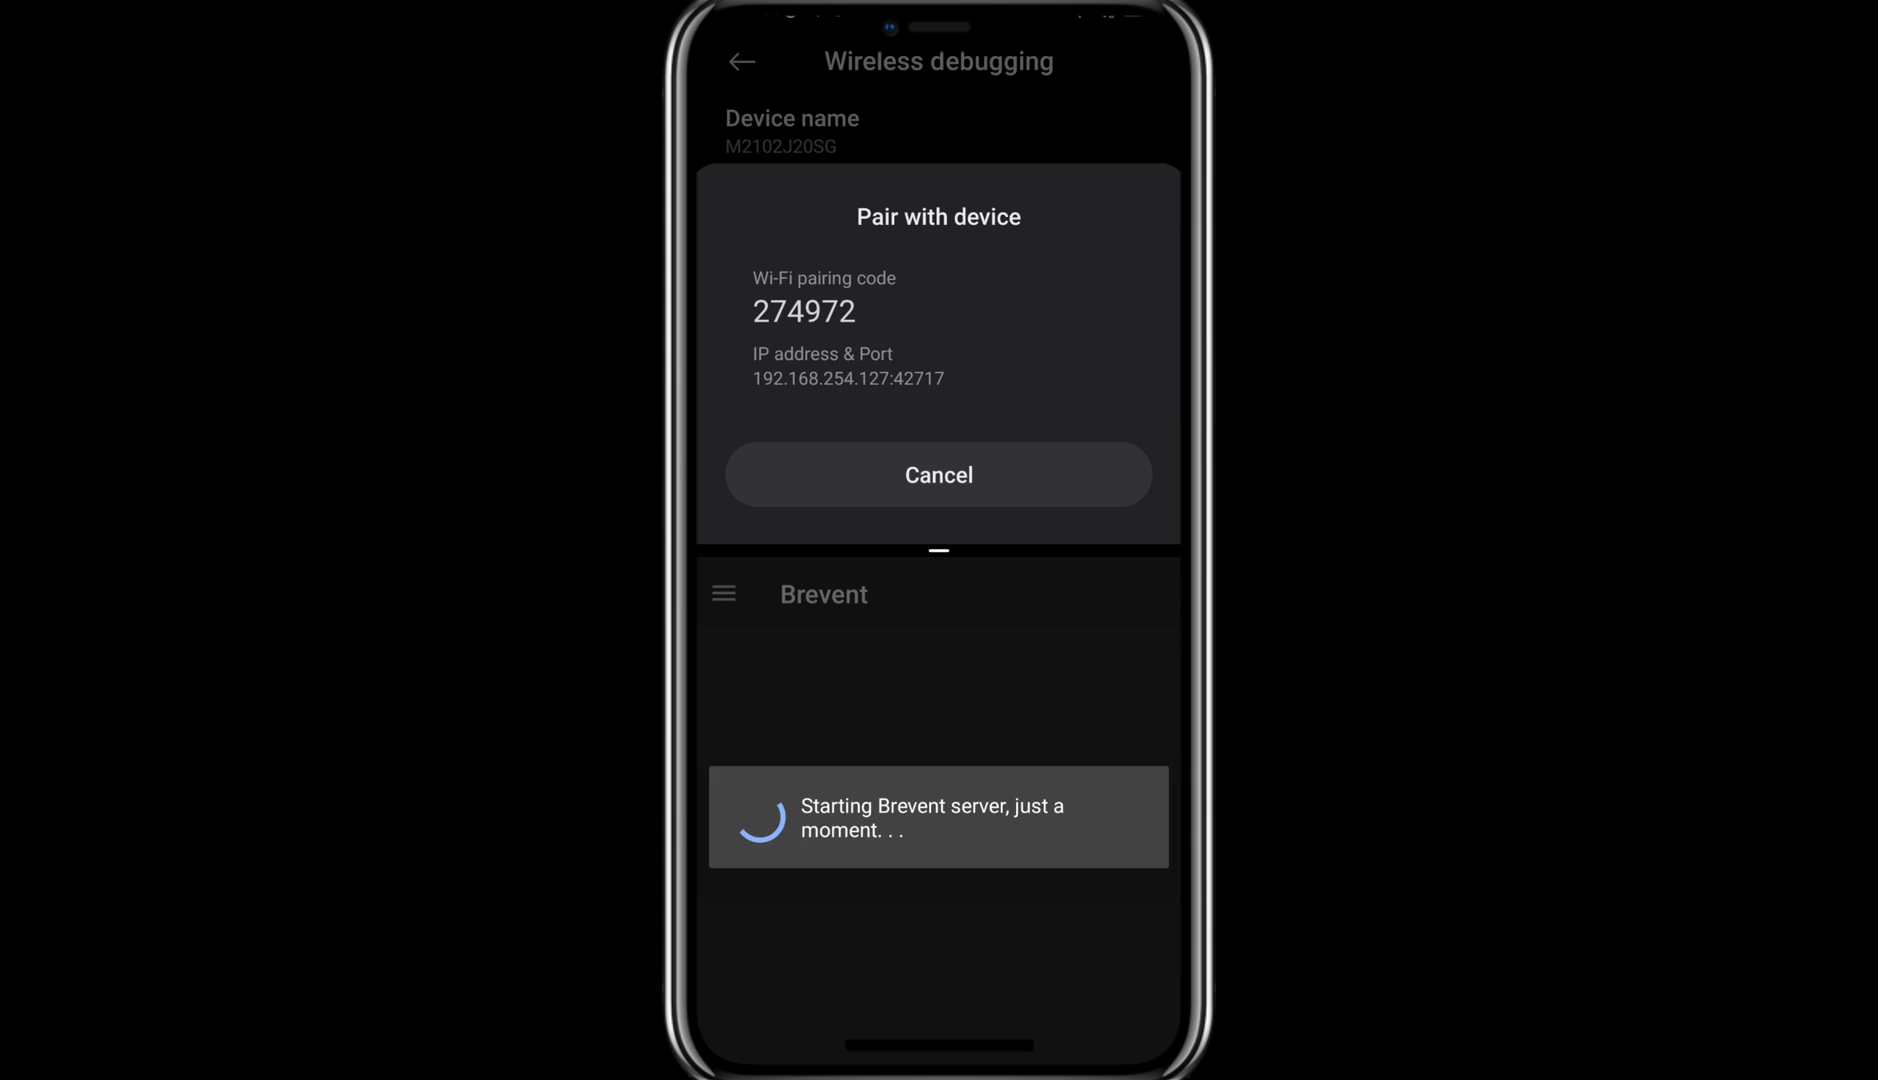 Wireless debugging
Device name
M2102J20SG
Pair with device
Wi-Fi pairing code
274972
IP address & Port
192.168.254.127:42717
Cancel
Brevent
Starting Brevent server, just a
moment. . .